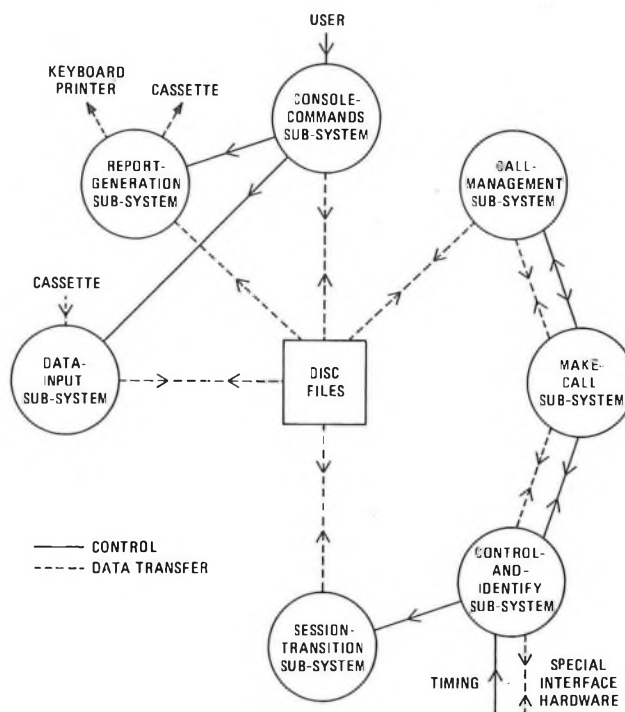 USER
KEYBOARD
PRINTER
CASSETTE
CONSOLE-
COMMANDS
SUB-SYSTEM
REPORT-
GENERATION
SUB-SYSTEM
CALL-
MANAGEMENT
SUB-SYSTEM
CASSETTE
DATA-
INPUT
SUB-SYSTEM
DISC
FILES
MAKE-
CALL
SUB-SYSTEM
CONTROL
DATA TRANSFER
CONTROL-
AND-
IDENTIFY
SUB-SYSTEM
SESSION-
TRANSITION
SUB-SYSTEM
TIMING
SPECIAL
INTERFACE
HARDWARE